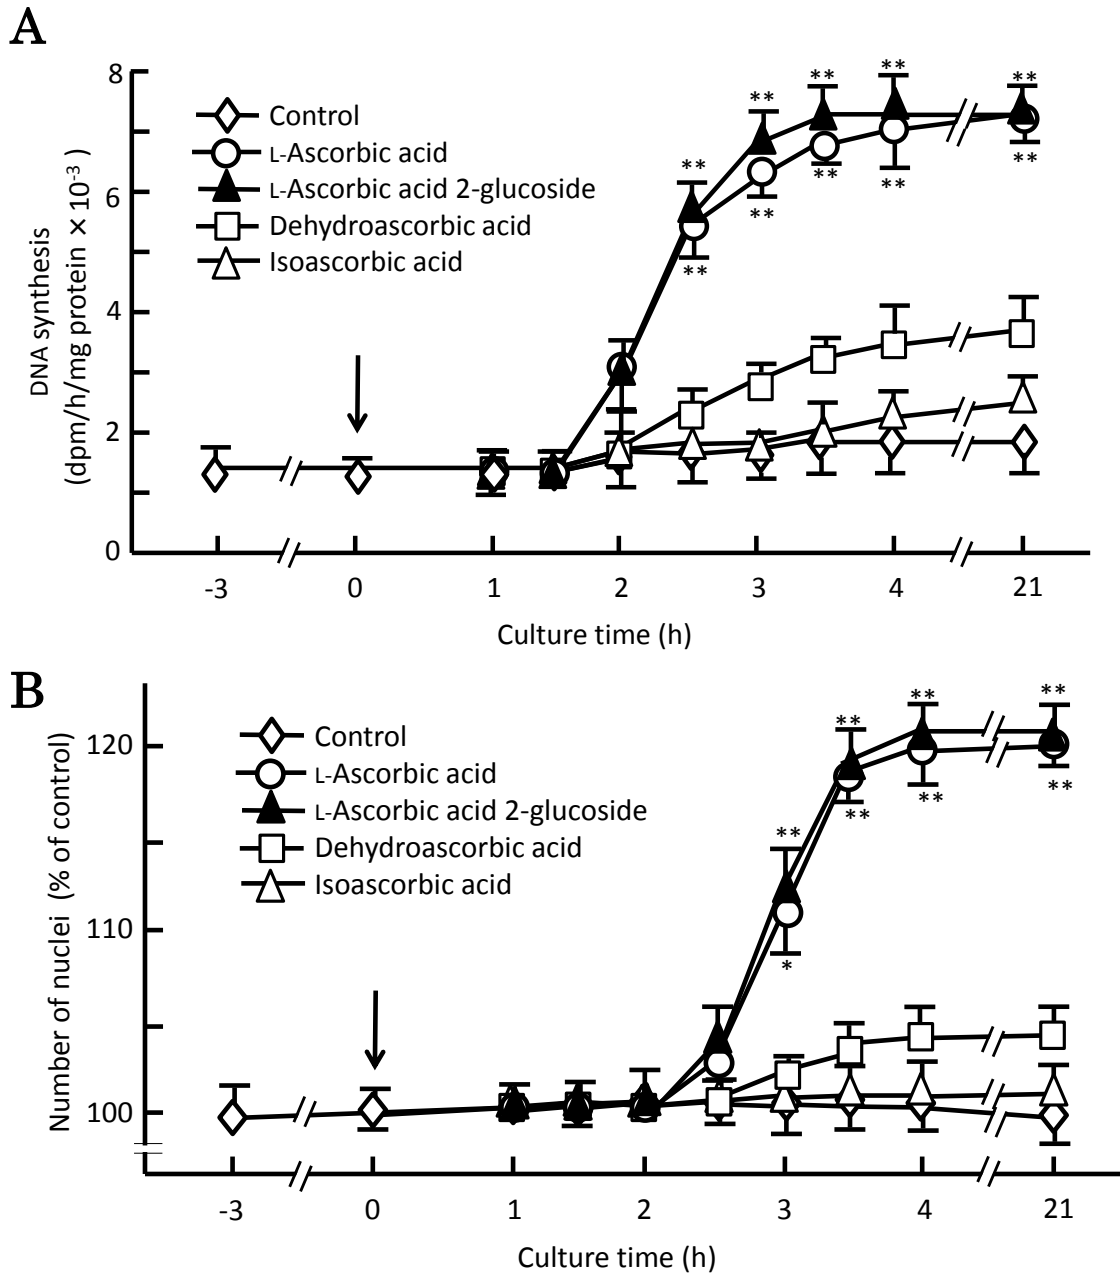 A
8
Control
L-Ascorbic acid
L-Ascorbic acid 2-glucoside
Dehydroascorbic acid
Isoascorbic acid
6
4
2
0
DNA synthesis
(dpm/h/mg protein × 10-3 )
** ** ** ** ** **
** ** ** ** **
-3 0 1 2 3 4 21
Culture time (h)
B
Control
L-Ascorbic acid
L-Ascorbic acid 2-glucoside
Dehydroascorbic acid
Isoascorbic acid
120
110
100
Number of nuclei (% of control)
** ** ** **
* ** ** **
-3 0 1 2 3 4 21
Culture time (h)